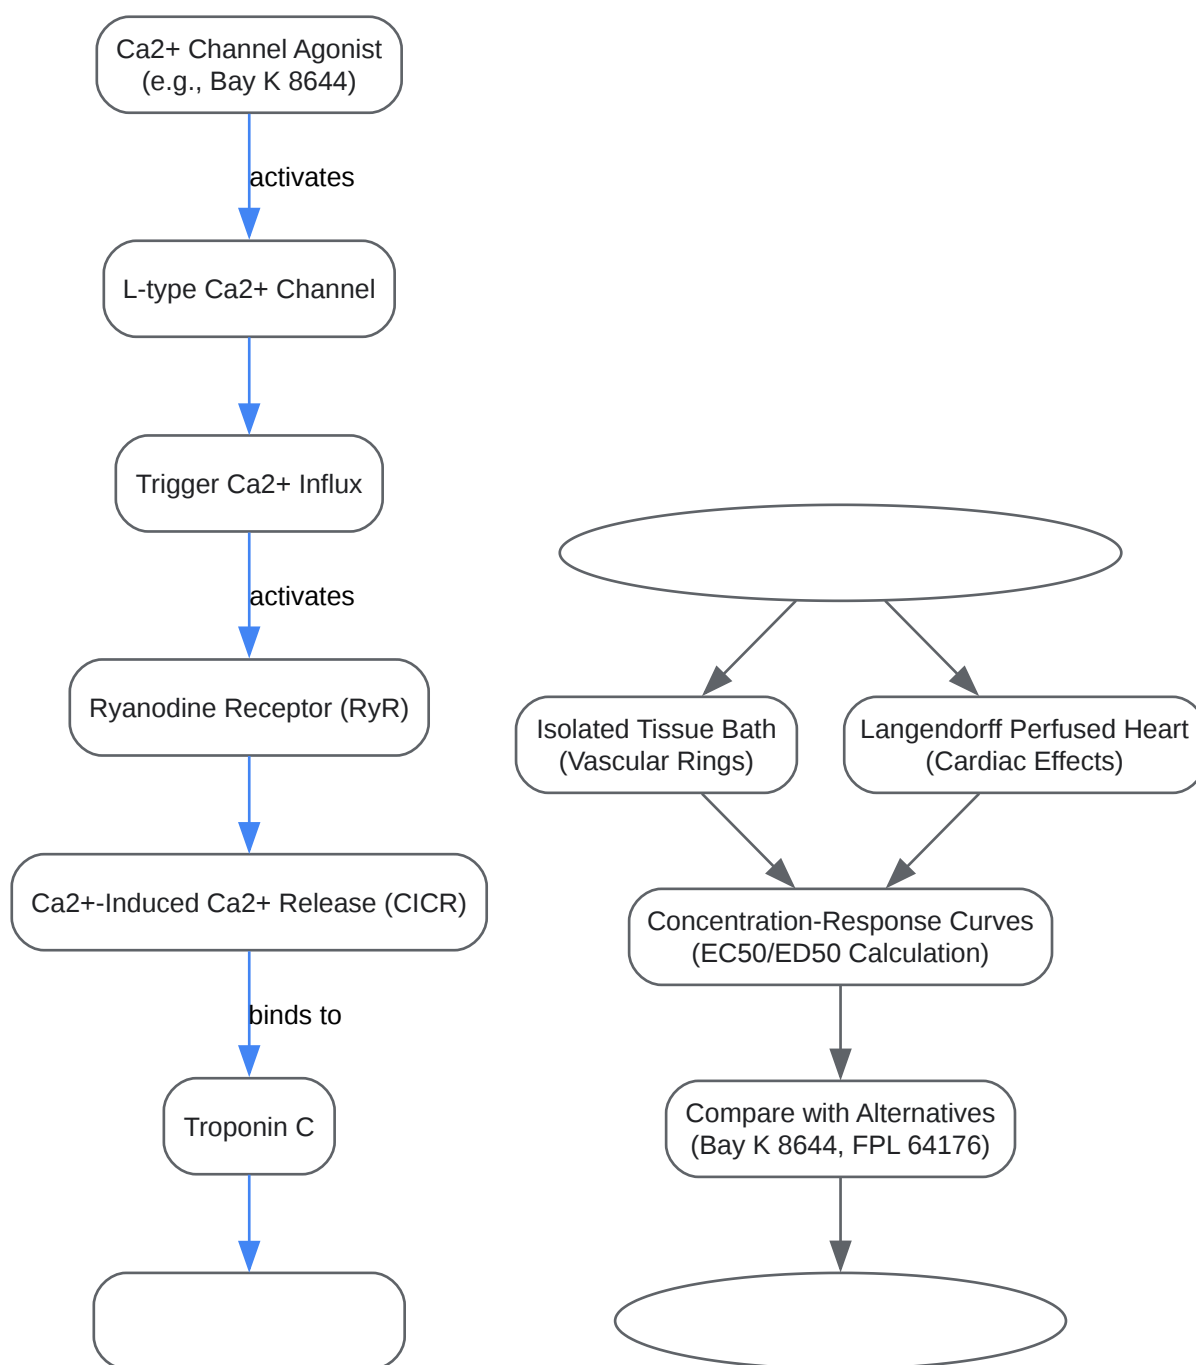 Ca2+ Channel Agonist
(e.g., Bay K 8644)
activates
L-type Ca2+ Channel
Trigger Ca2+ Influx
activates
Ryanodine Receptor (RyR)
Ca2+-Induced Ca2+ Release (CICR)
binds to
Troponin C
Isolated Tissue Bath
(Vascular Rings)
Langendorff Perfused Heart
(Cardiac Effects)
Concentration-Response Curves
(EC50/ED50 Calculation)
Compare with Alternatives
(Bay K 8644, FPL 64176)